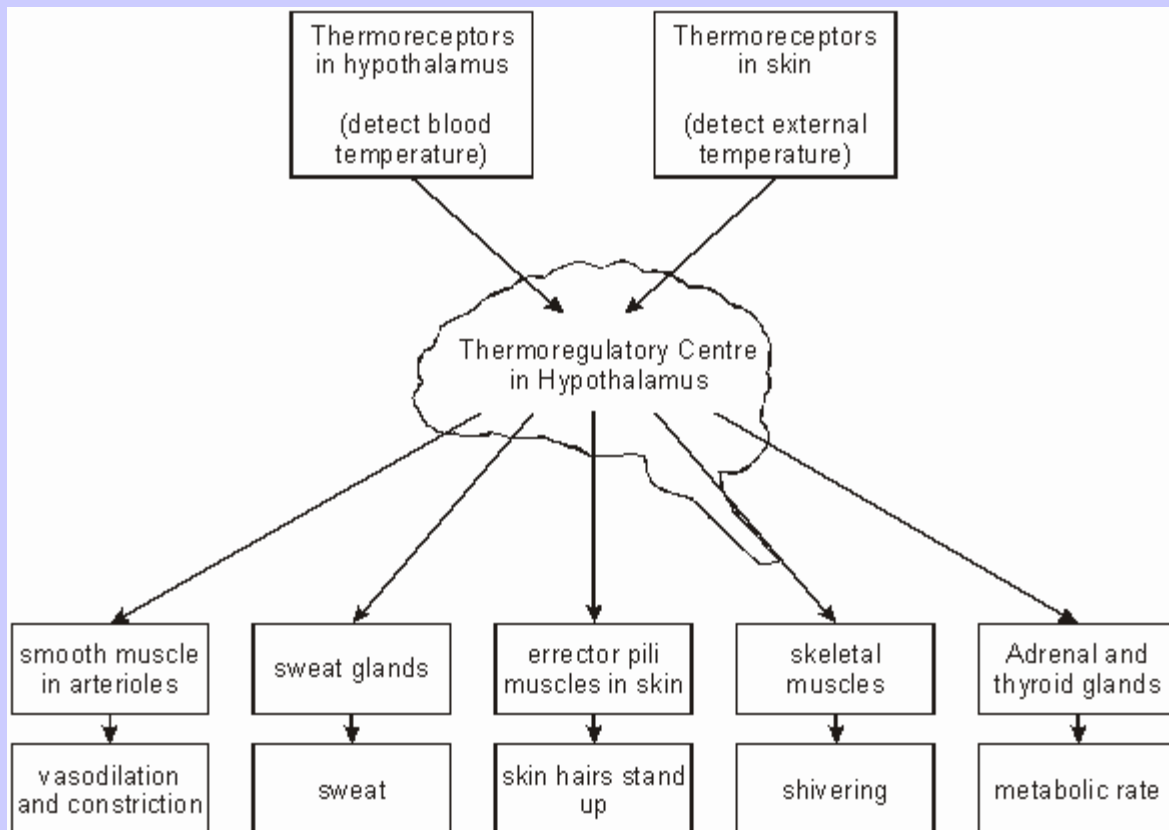 Thermoreceptors
in hypothalamus
(detect blood
temperature)
Thermoreceptors
in skin
(detect external
temperature)
Thermoregulatory Centre
in Hypothalamus
smooth muscle
in arterioles
sweat glands
errector pili
muscles in skin
skeletal
muscles
Adrenal and
thyroid glands
vasodilation
and constriction
sweat
skin hairs stand
up
shivering
metabolic rate